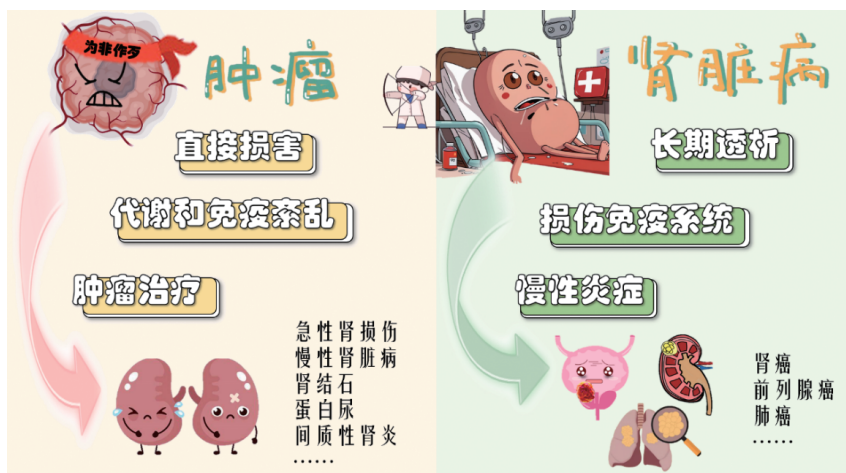 为非作歹
肿瘤
直接损害
代谢和免疫紊乱
肿瘤治疗
急性肾损伤
慢性肾脏病
肾结石
蛋白尿
间质性肾炎
......
肾脏病
长期透析
损伤免疫系统
慢性炎症
肾癌
前列腺癌
肺癌
......